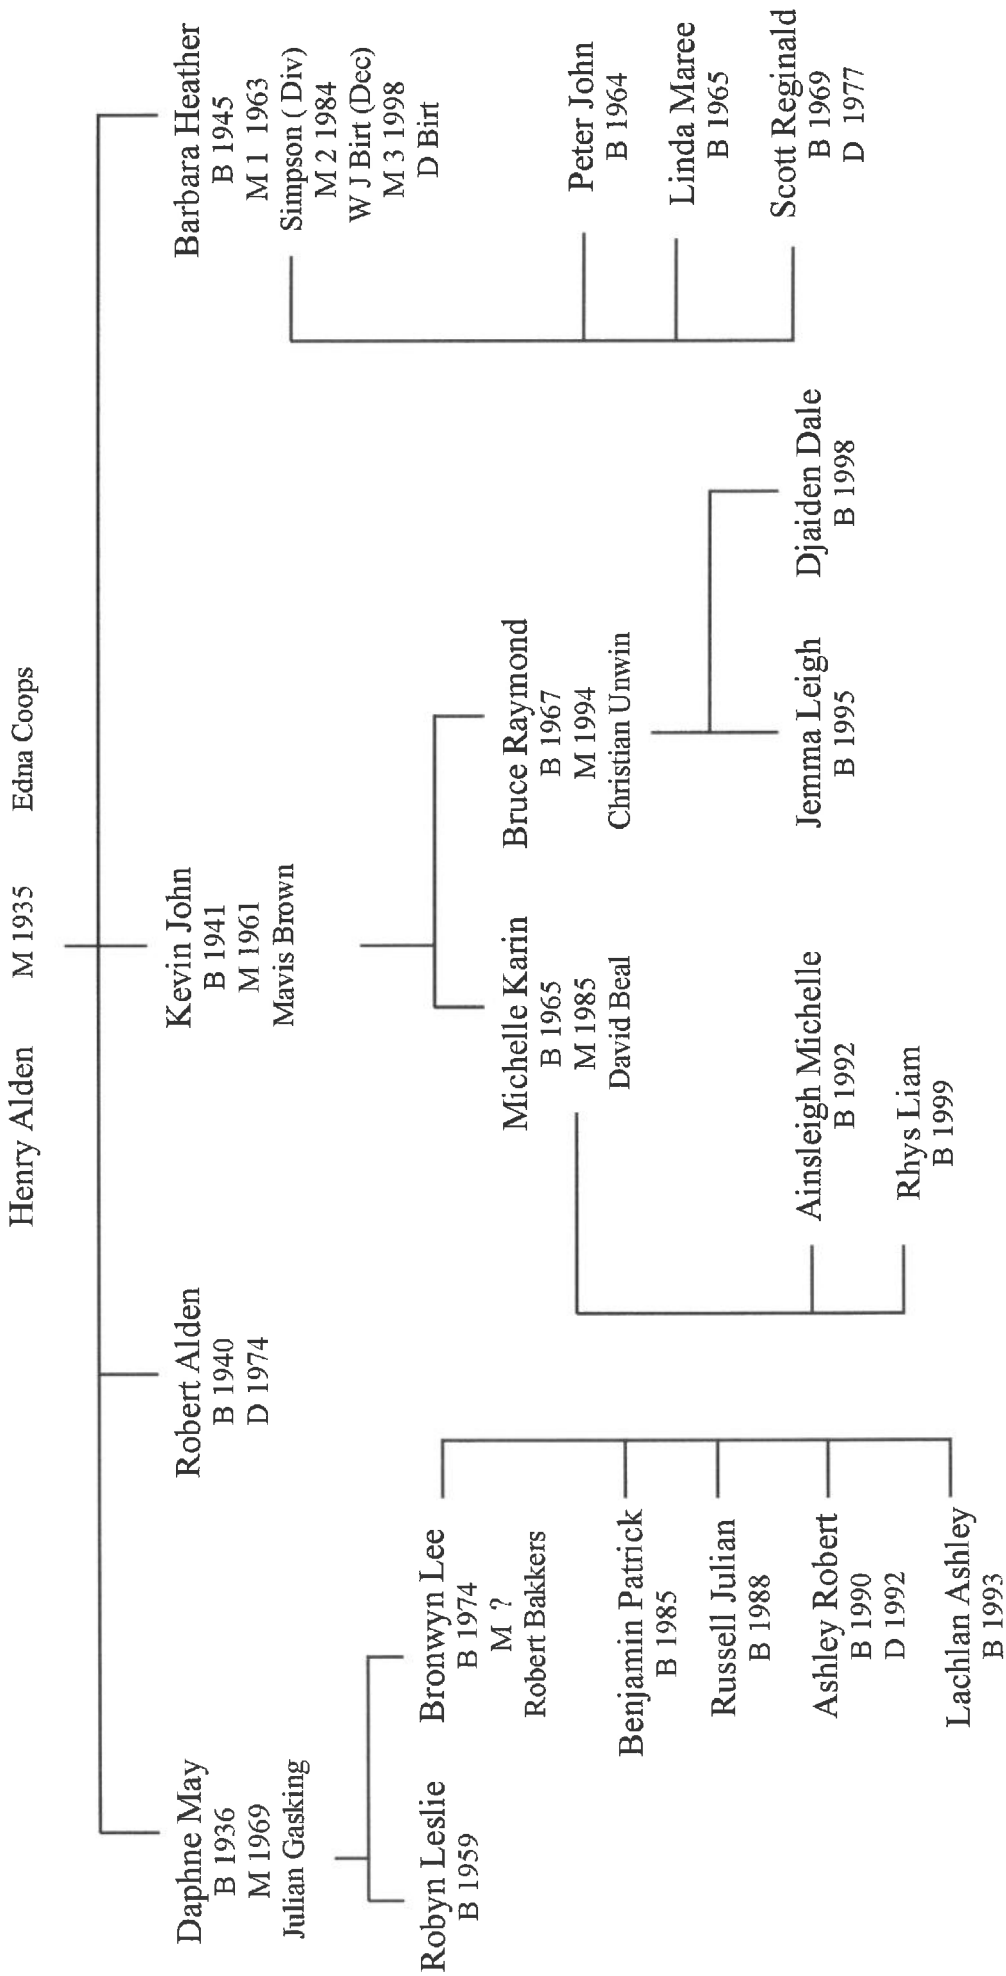 Henry Alden M 1935 Edna Coops
Daphne May
B 1936
M 1969
Julian Gasking
Robert Alden
B 1940
D 1974
Kevin John
B 1941
M 1961
Mavis Brown
Barbara Heather
B 1945
M 1 1963
Simpson ( Div)
M 2 1984
W J Birt (Dec)
M 3 1998
D Birt
Robyn Leslie
B 1959
Bronwyn Lee
B 1974
M ?
Robert Bakkers
Benjamin Patrick
B 1985
Russell Julian
B 1988
Ashley Robert
B 1990
D 1992
Lachlan Ashley
B 1993
Michelle Karin
B 1965
M 1985
David Beal
Ainsleigh Michelle
B 1992
Rhys Liam
B 1999
Bruce Raymond
B 1967
M 1994
Christian Unwin
Jemma Leigh
B 1995
Djaiden Dale
B 1998
Peter John
B 1964
Linda Maree
B 1965
Scott Reginald
B 1969
D 1977